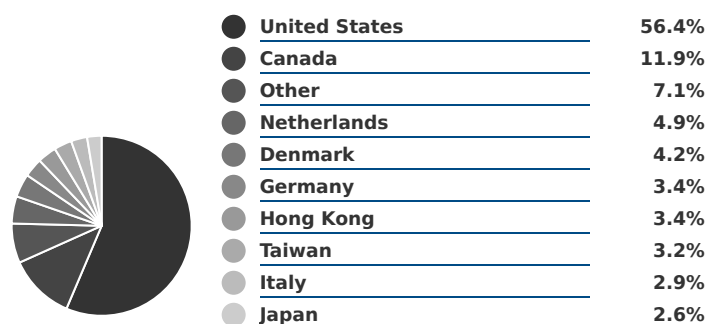 United States 56.4%
Canada 11.9%
Other 7.1%
Netherlands 4.9%
Denmark 4.2%
Germany 3.4%
Hong Kong 3.4%
Taiwan 3.2%
Italy 2.9%
Japan 2.6%